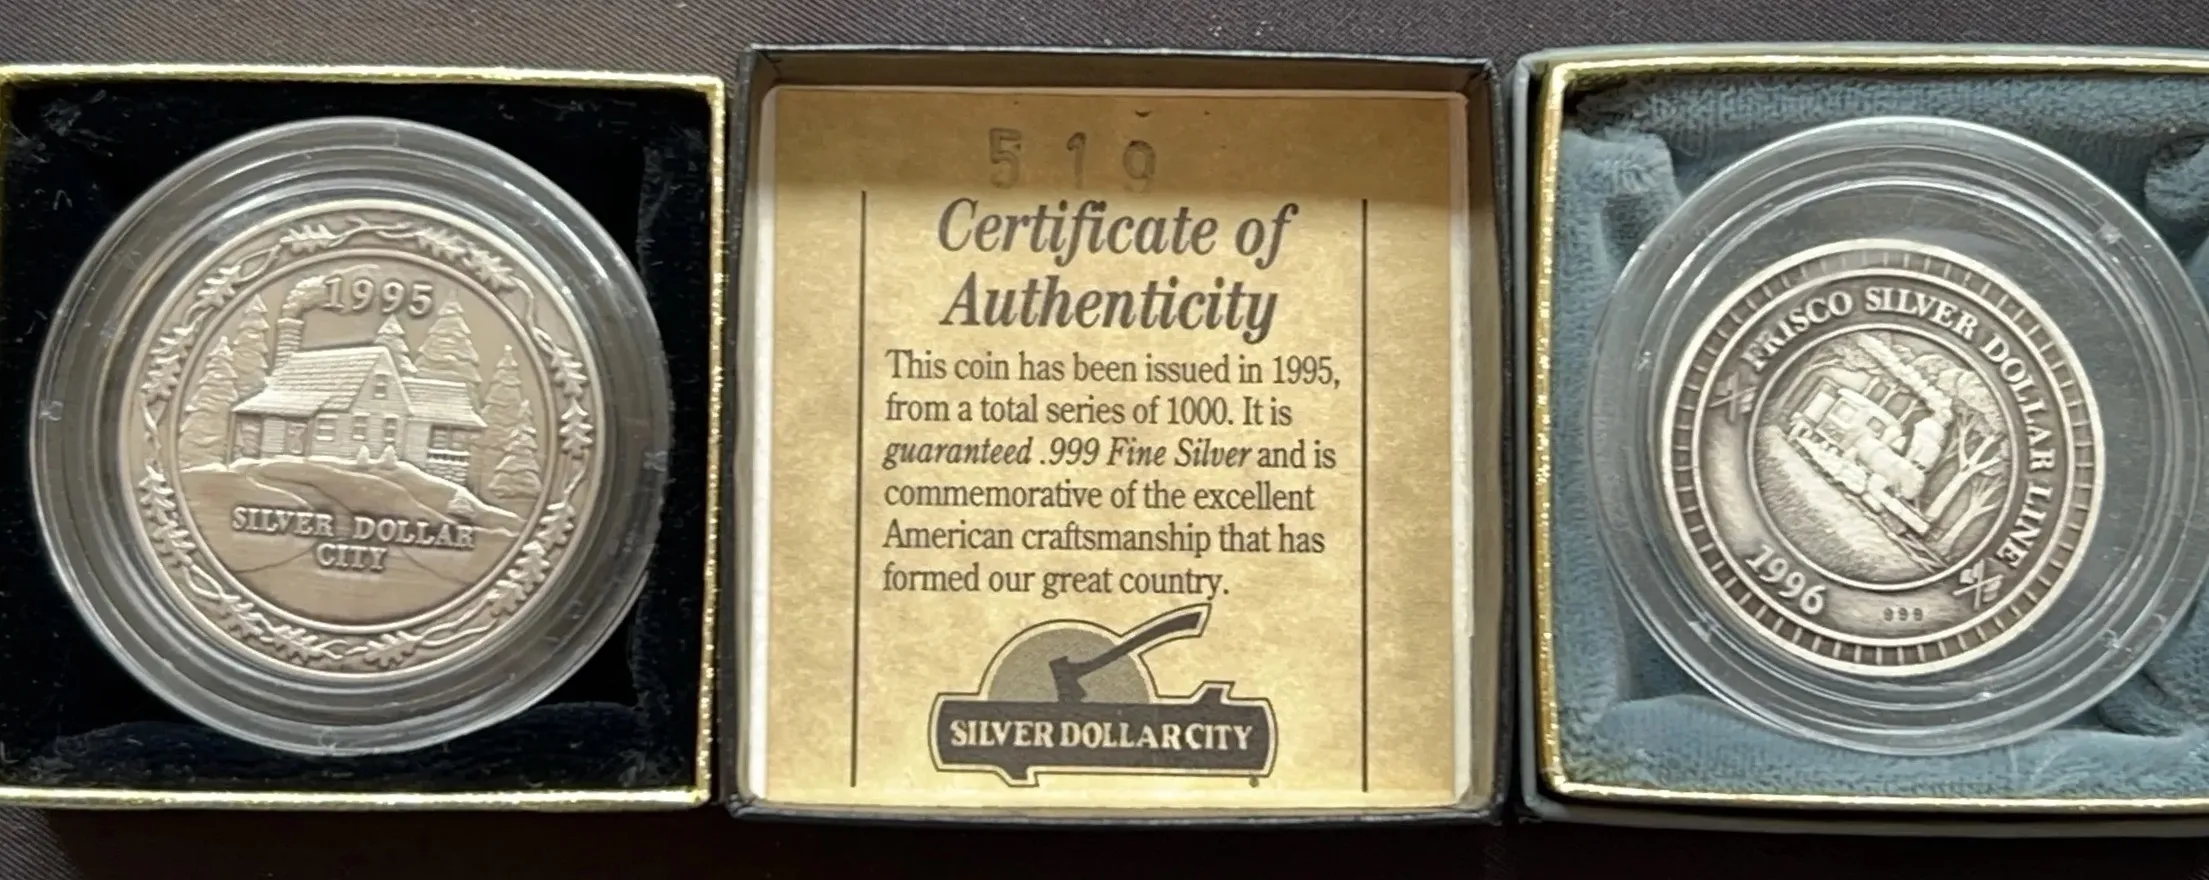 1995
SILVER DOLLAR
CITY
519
Certificate of
Authenticity
This coin has been issued in 1995,
from a total series of 1000. It is
guaranteed .999 Fine Silver and is
commemorative of the excellent
American craftsmanship that has
formed our great country.
SILVER DOLLAR CITY
FRISCO SILVER DOLLAR LINE
1996
999